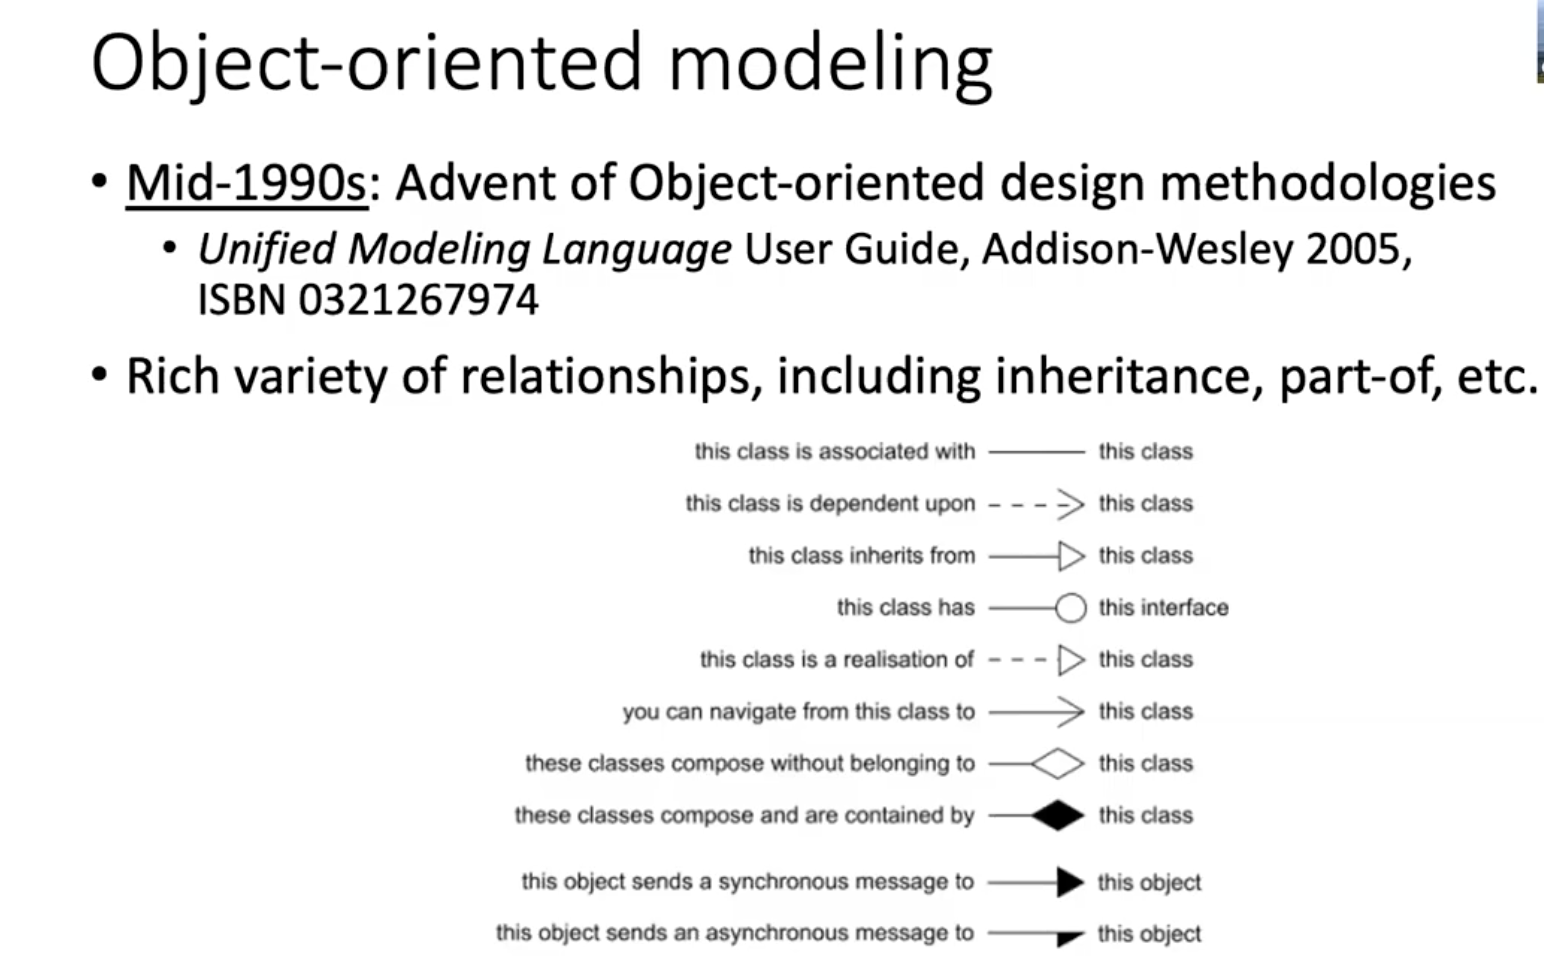 Object-oriented modeling
• Mid-1990s: Advent of Object-oriented design methodologies
• Unified Modeling Language User Guide, Addison-Wesley 2005,
ISBN 0321267974
• Rich variety of relationships, including inheritance, part-of, etc.
this class is associated with this class
this class is dependent upon this class
this class inherits from this class
this class has this interface
this class is a realisation of this class
you can navigate from this class to this class
these classes compose without belonging to this class
these classes compose and are contained by this class
this object sends a synchronous message to this object
this object sends an asynchronous message to this object